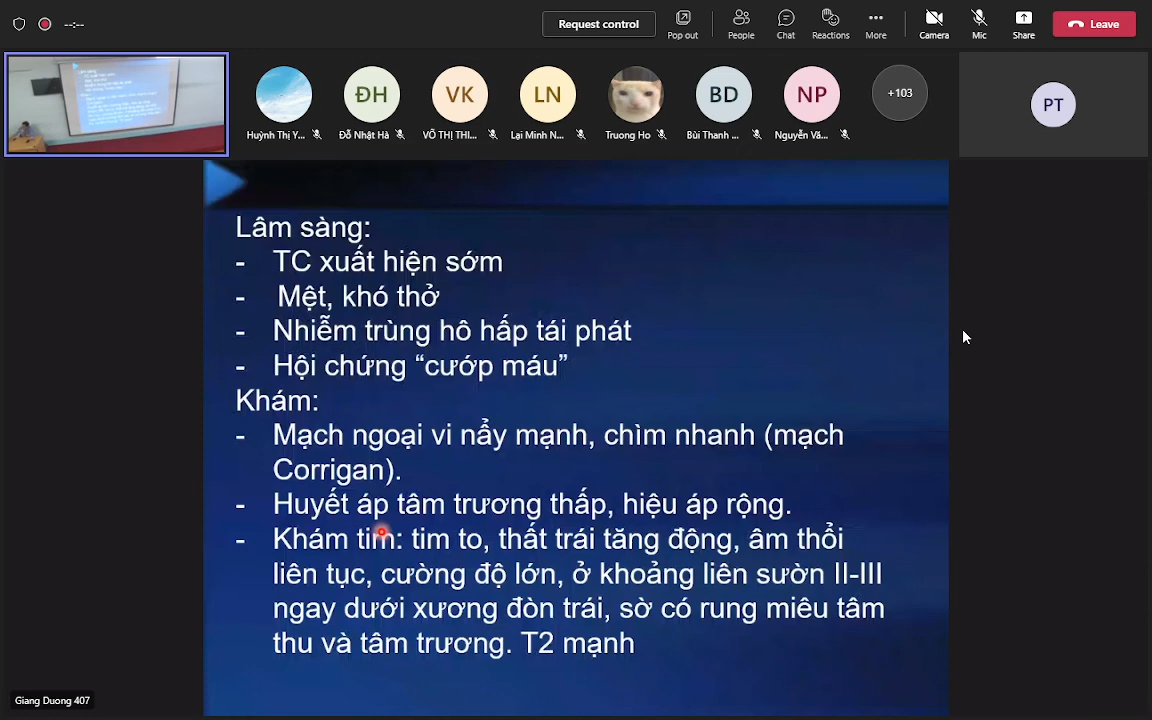 --:--
Request control
Pop out
People
Chat
Reactions
More
Camera
Mic
Share
Leave
ĐH
VK
LN
BD
NP
+103
PT
Huỳnh Thị Y...
Đỗ Nhật Hà
VÕ THỊ THI...
Lại Minh N...
Truong Ho
Bùi Thanh ...
Nguyễn Vă...
Lâm sàng:
- TC xuất hiện sớm
- Mệt, khó thở
- Nhiễm trùng hô hấp tái phát
- Hội chứng “cướp máu”
Khám:
- Mạch ngoại vi nẩy mạnh, chìm nhanh (mạch
Corrigan).
- Huyết áp tâm trương thấp, hiệu áp rộng.
- Khám tim: tim to, thất trái tăng động, âm thổi
liên tục, cường độ lớn, ở khoảng liên sườn II-III
ngay dưới xương đòn trái, sờ có rung miêu tâm
thu và tâm trương. T2 mạnh
Giang Duong 407